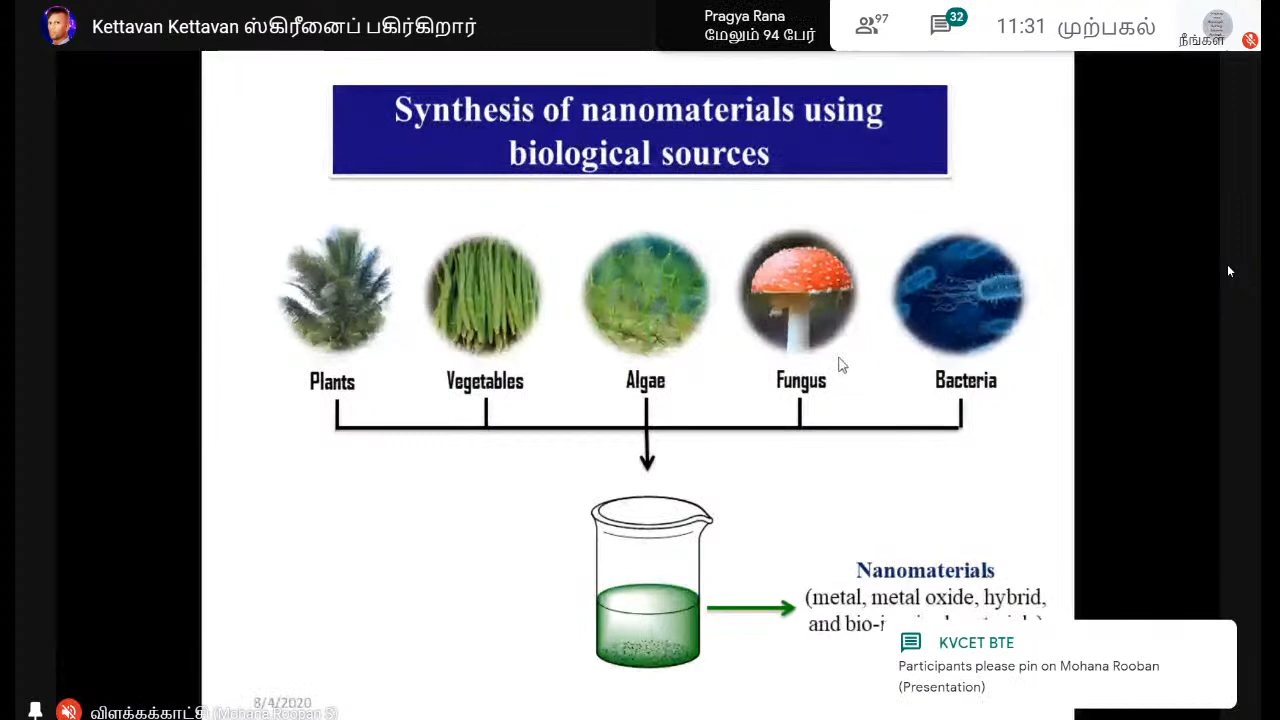 Kettavan Kettavan ஸ்கிரீனைப் பகிர்கிறார்
Pragya Rana
மேலும் 94 பேர்
97
32
11:31 முற்பகல்
நீங்கள்
Synthesis of nanomaterials using
biological sources
Plants
Vegetables
Algae
Fungus
Bacteria
Nanomaterials
(metal, metal oxide, hybrid,
and
KVCET BTE
Participants please pin on Mohana Rooban
(Presentation)
8/4/2020
விளக்கக்காட்சி (Mohana Roopan S)